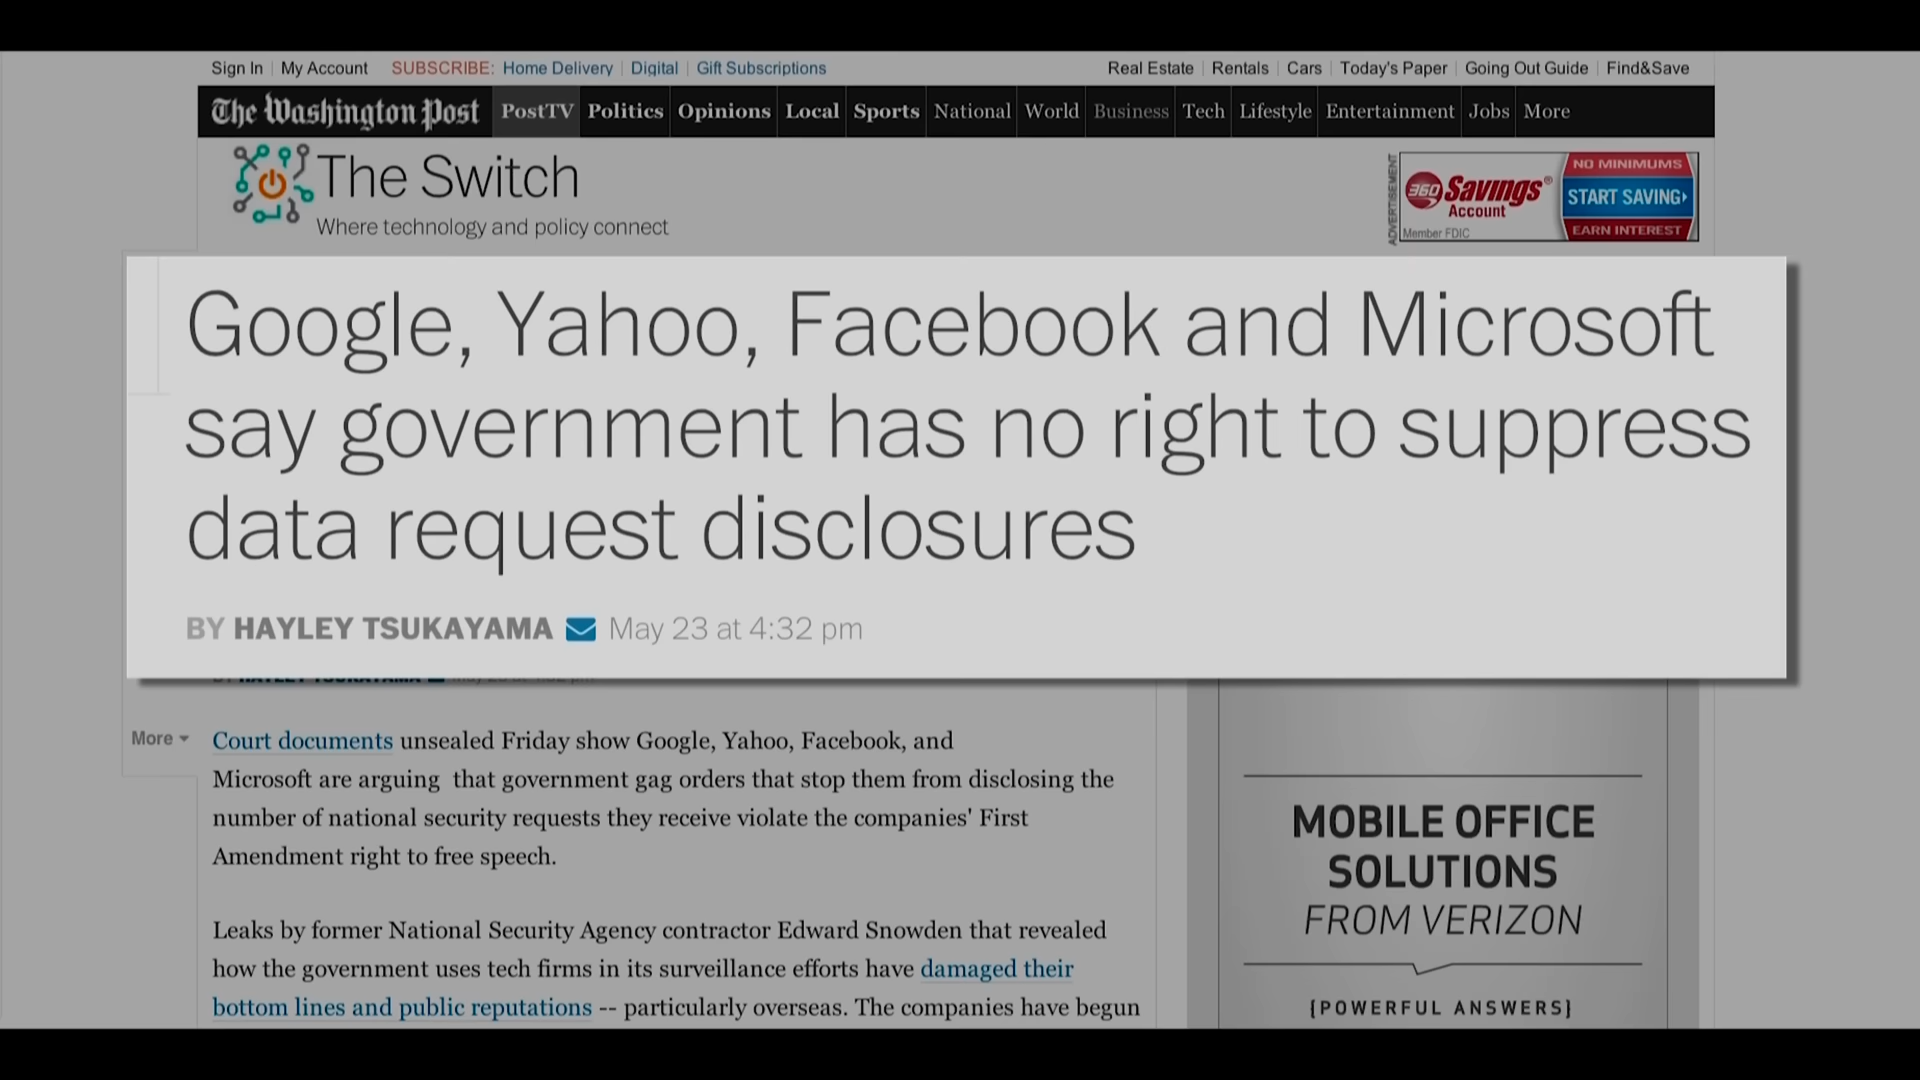 Sign In My Account SUBSCRIBE: Home Delivery Digital Gift Subscriptions Real Estate Rentals Cars Today's Paper Going Out Guide Find&Save
The Washington Post PostTV Politics Opinions Local Sports National World Business Tech Lifestyle Entertainment Jobs More
The Switch
Where technology and policy connect
ADVERTISEMENT
360 Savings®
Account
Member FDIC
NO MINIMUMS
START SAVING
EARN INTEREST
Google, Yahoo, Facebook and Microsoft
say government has no right to suppress
data request disclosures
BY HAYLEY TSUKAYAMA May 23 at 4:32 pm
More
Court documents unsealed Friday show Google, Yahoo, Facebook, and
Microsoft are arguing that government gag orders that stop them from disclosing the
number of national security requests they receive violate the companies' First
Amendment right to free speech.
Leaks by former National Security Agency contractor Edward Snowden that revealed
how the government uses tech firms in its surveillance efforts have damaged their
bottom lines and public reputations -- particularly overseas. The companies have begun
MOBILE OFFICE
SOLUTIONS
FROM VERIZON
{POWERFUL ANSWERS}